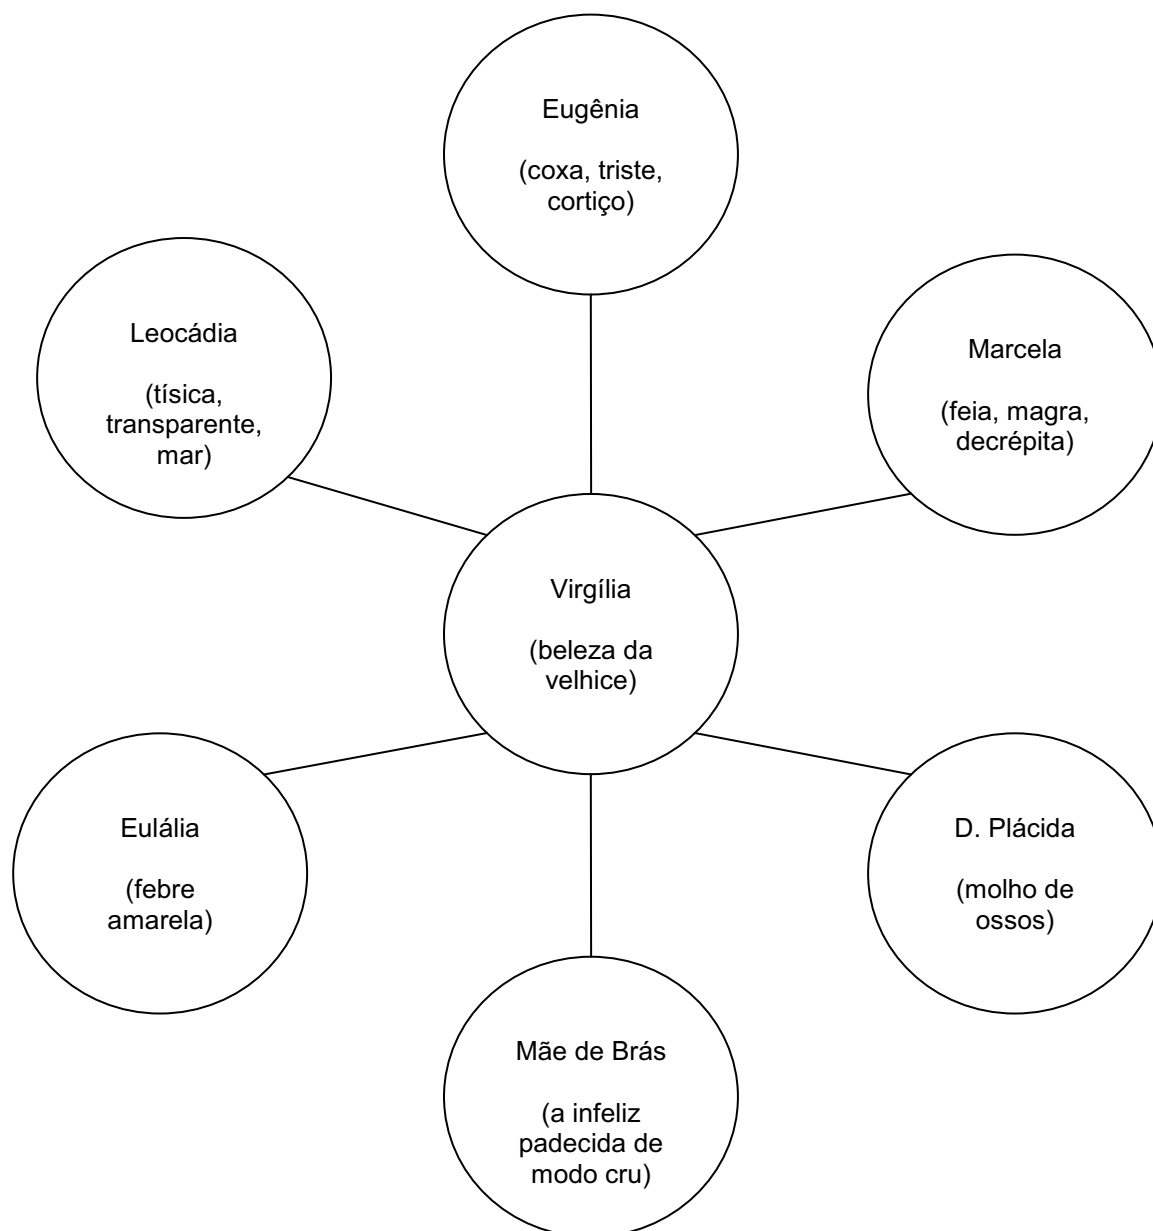 Eugênia
(coxa, triste,
cortiço)
Leocádia
(tísica,
transparente,
mar)
Marcela
(feia, magra,
decrépita)
Virgília
(beleza da
velhice)
Eulália
(febre
amarela)
D. Plácida
(molho de
ossos)
Mãe de Brás
(a infeliz
padecida de
modo cru)